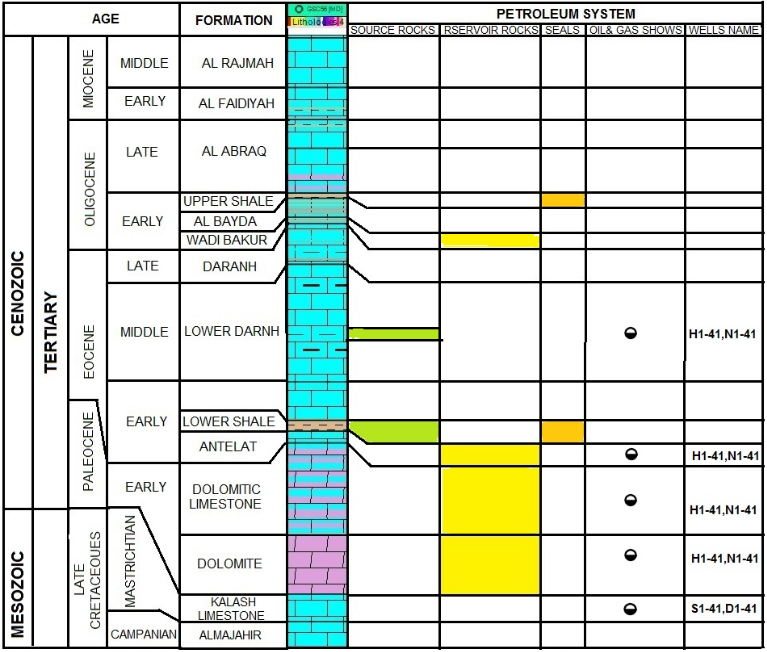 AGE
FORMATION
GSC56 [MD]
PETROLEUM SYSTEM
SOURCE ROCKS
RSERVOIR ROCKS
SEALS
OIL& GAS SHOWS
WELLS NAME
CENOZOIC
TERTIARY
MIOCENE
MIDDLE
AL RAJMAH
EARLY
AL FAIDIYAH
OLIGOCENE
LATE
AL ABRAQ
EARLY
UPPER SHALE
AL BAYDA
WADI BAKUR
EOCENE
LATE
DARANH
MIDDLE
LOWER DARNH
H1-41,N1-41
EARLY
LOWER SHALE
ANTELAT
H1-41,N1-41
PALEOCENE
EARLY
DOLOMITIC
LIMESTONE
H1-41,N1-41
MESOZOIC
LATE
CRETACEOUES
MASTRICHTIAN
DOLOMITE
H1-41,N1-41
KALASH
LIMESTONE
S1-41,D1-41
CAMPANIAN
ALMAJAHIR